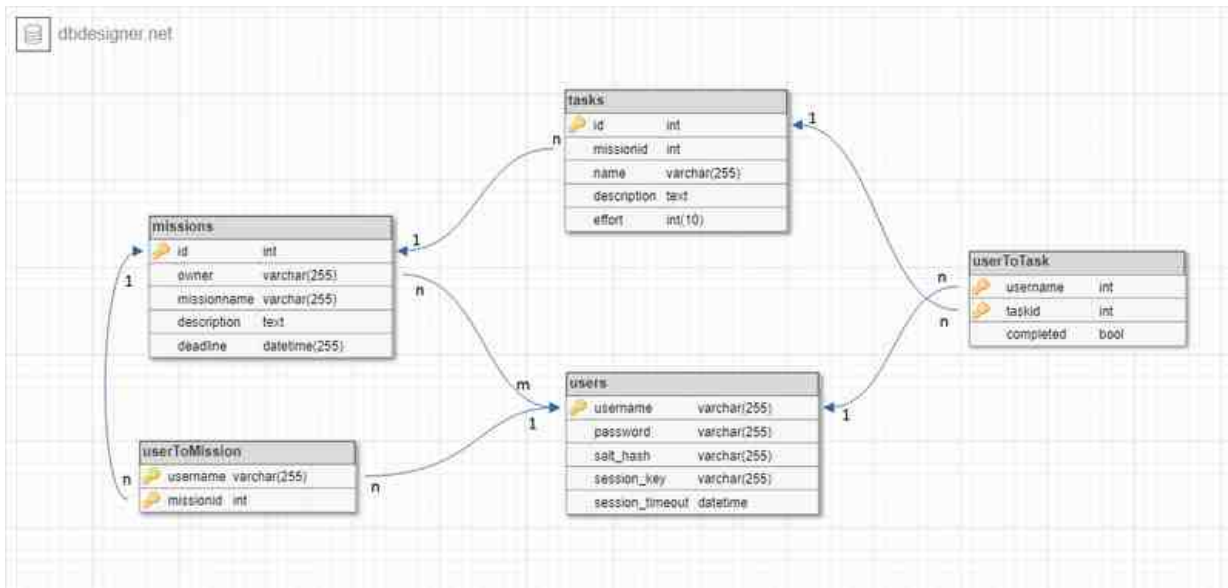 dbdesigner.net
tasks
id int
missionid int
name varchar(255)
description text
effort int(10)
1
n
missions
id int
owner varchar(255)
missionname varchar(255)
description text
deadline datetime(255)
1
1
n
userToTask
username int
taskid int
completed bool
n
n
users
username varchar(255)
password varchar(255)
salt_hash varchar(255)
session_key varchar(255)
session_timeout datetime
m
1
1
userToMission
username varchar(255)
missionid int
n
n